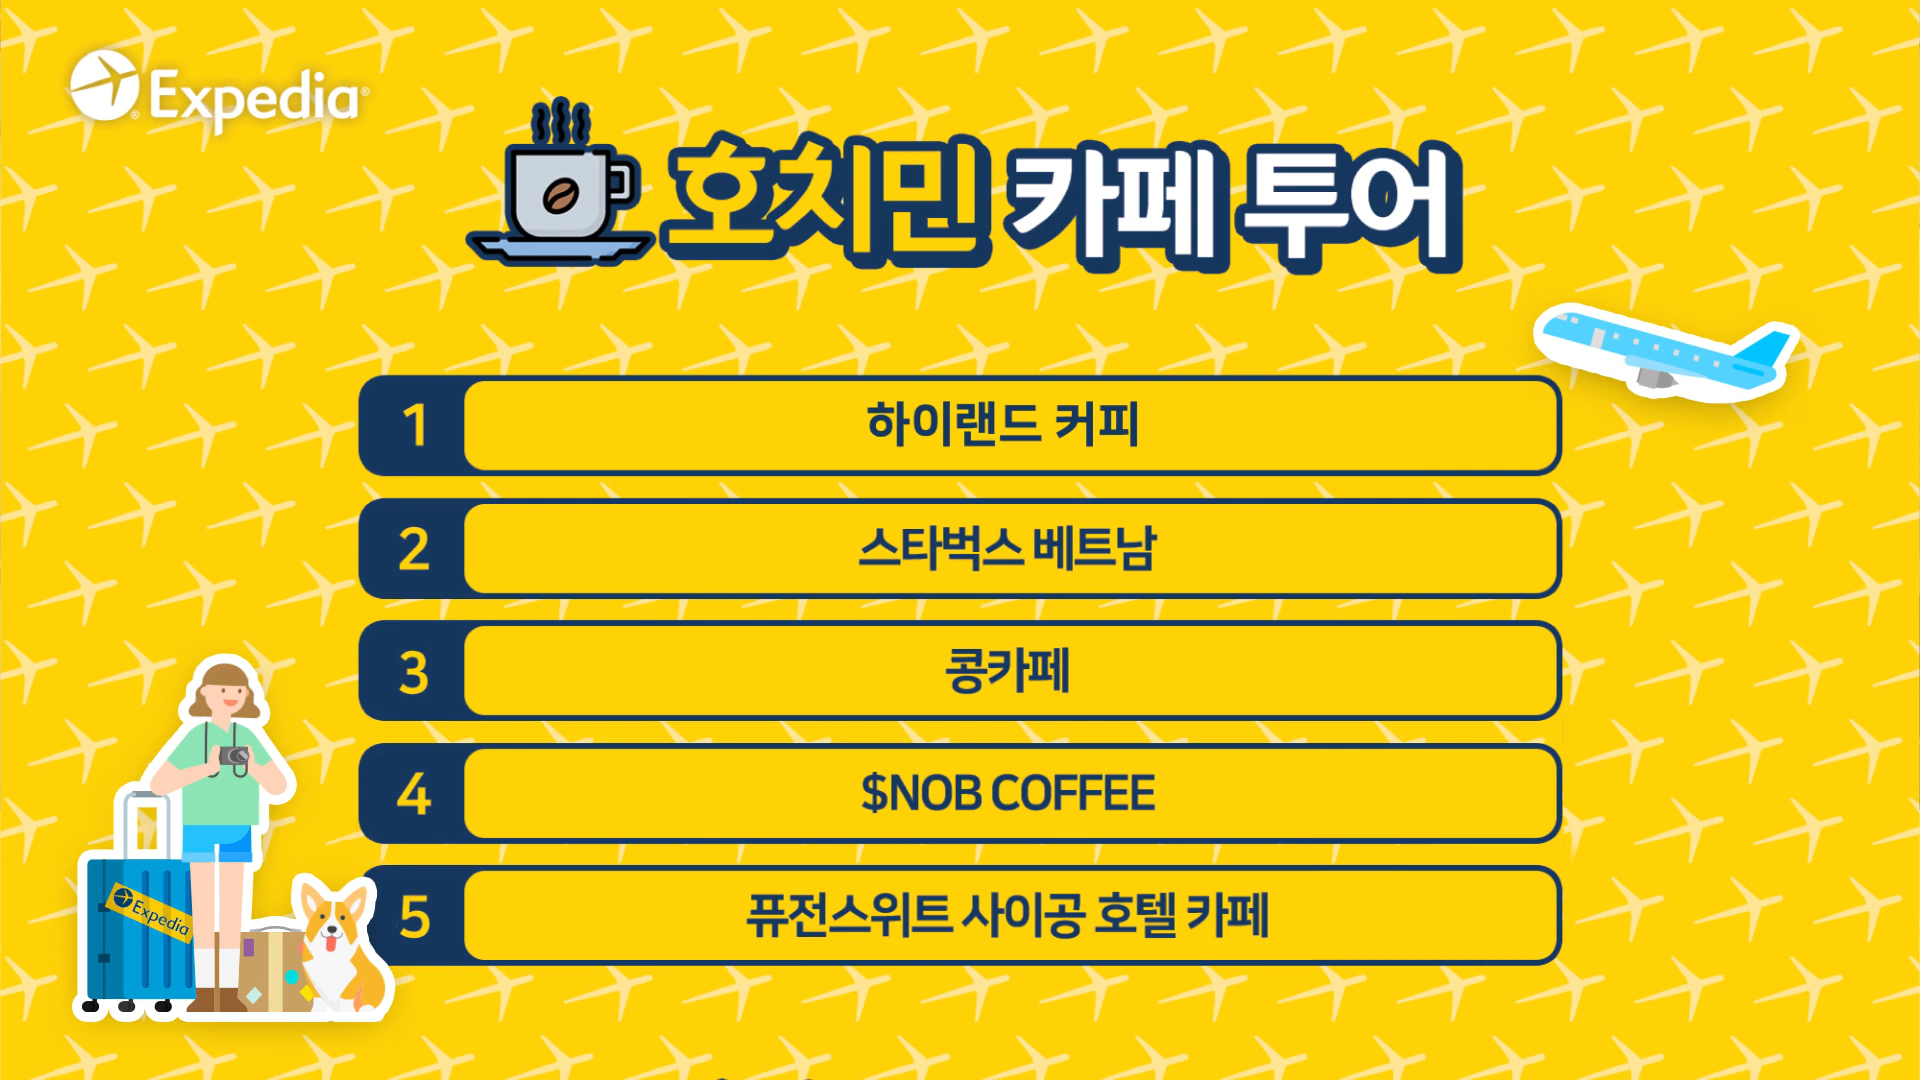 Expedia
호치민 카페 투어
1 하이랜드 커피
2 스타벅스 베트남
3 콩카페
4 $NOB COFFEE
5 퓨전스위트 사이공 호텔 카페
Expedia